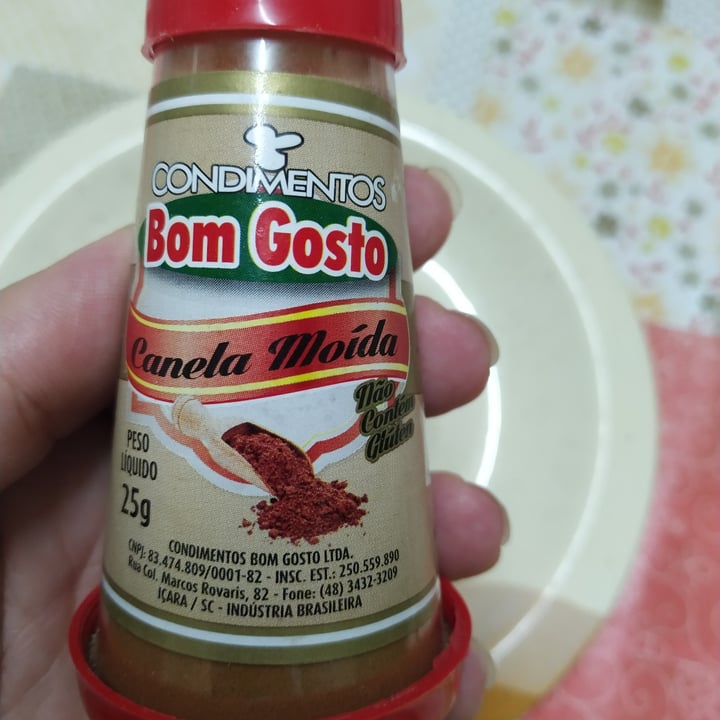 CONDIMENTOS
Bom Gosto
Canela Moída
Não
Contém
Glúten
PESO
LÍQUIDO
25g
CONDIMENTOS BOM GOSTO LTDA.
CNPJ: 83.474.809/0001-82 - INSC. EST.: 250.559.890
Rua Col. Marcos Rovaris, 82 - Fone: (48) 3432-3209
IÇARA / SC - INDÚSTRIA BRASILEIRA